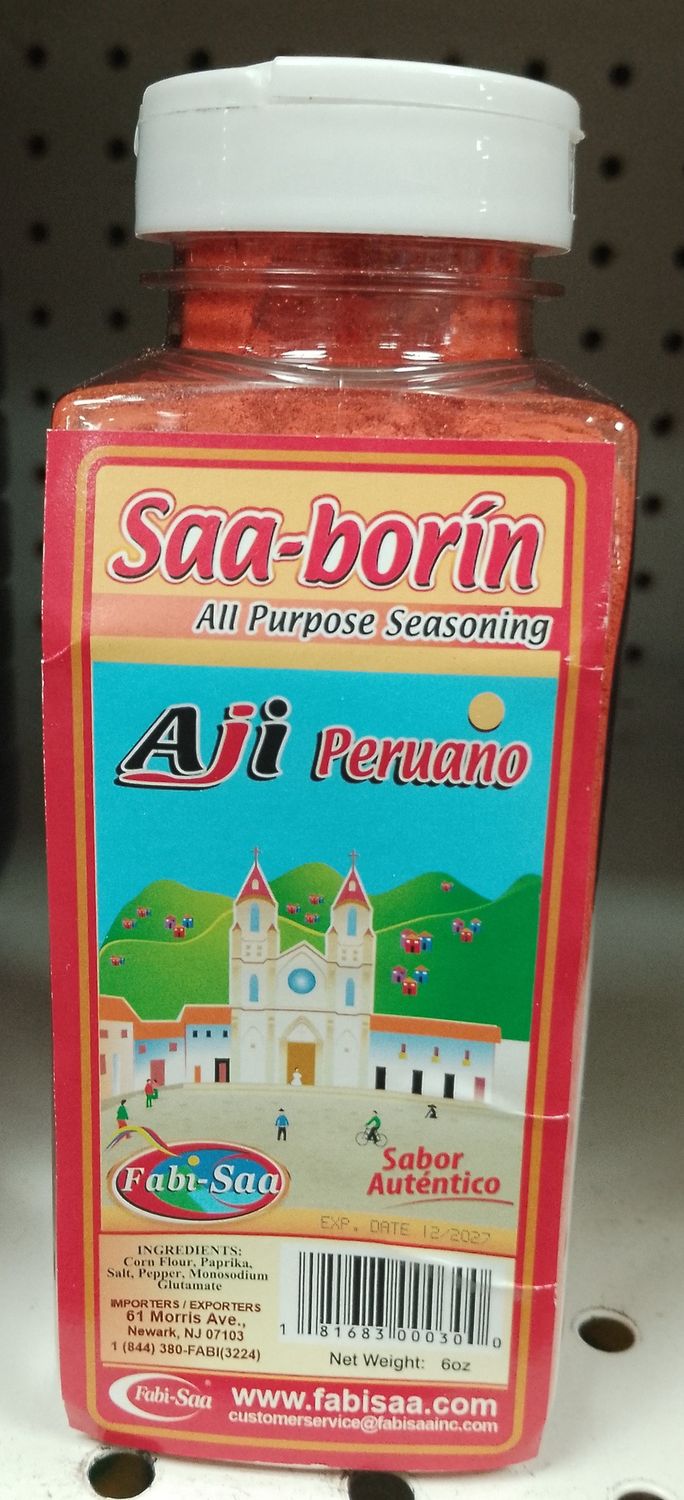 Saa-borín
All Purpose Seasoning
Aji Peruano
Fabi-Saa
Sabor
Auténtico
EXP. DATE 12/2027
INGREDIENTS:
Corn Flour, Paprika,
Salt, Pepper, Monosodium
Glutamate
IMPORTERS / EXPORTERS
61 Morris Ave.,
Newark, NJ 07103
1 (844) 380-FABI(3224)
1 81683 00030 0
Net Weight: 6oz
Fabi-Saa®
www.fabisaa.com
customerservice@fabisaainc.com